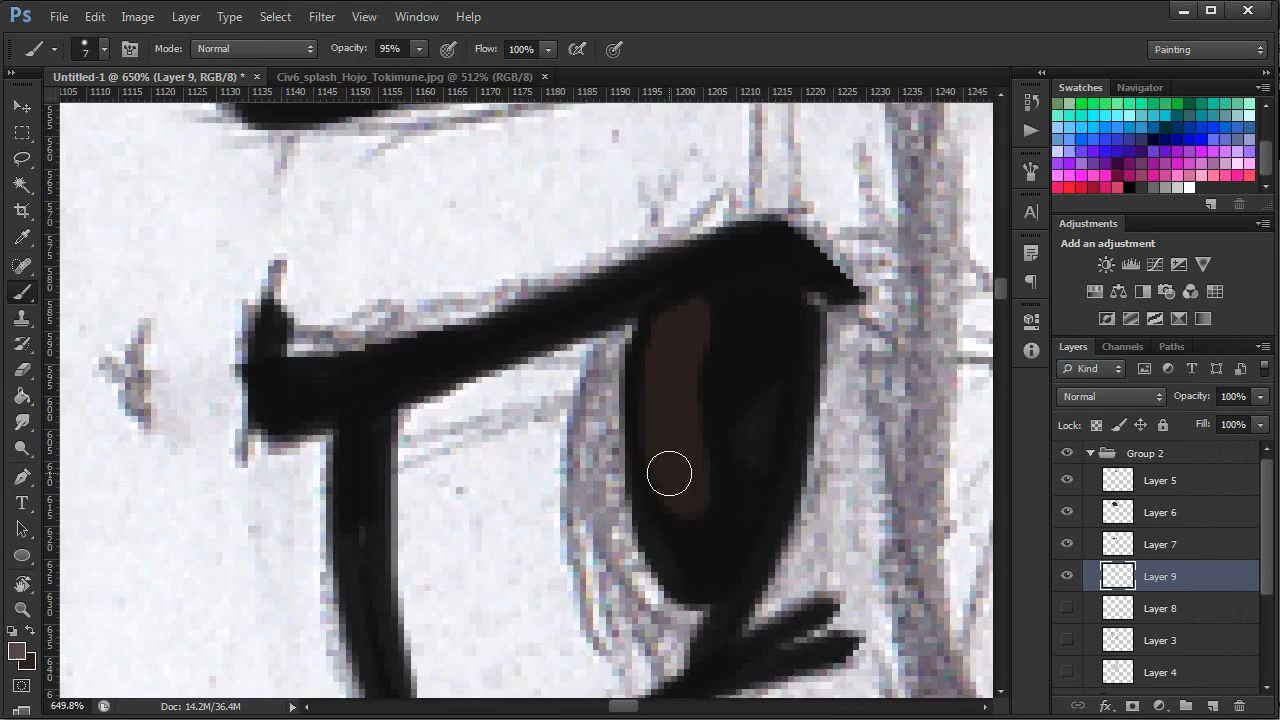 Ps File Edit Image Layer Type Select Filter View Window Help
7 Mode: Normal Opacity: 95% Flow: 100% Painting
Untitled-1 @ 650% (Layer 9, RGB/8) * × Civ6_splash_Hojo_Tokimune.jpg @ 512% (RGB/8) ×
1105 1110 1115 1120 1125 1130 1135 1140 1145 1150 1155 1160 1165 1170 1175 1180 1185 1190 1195 1200 1205 1210 1215 1220 1225 1230 1235 1240 1245
Swatches Navigator
Adjustments
Add an adjustment
Layers Channels Paths
Kind
Normal Opacity: 100%
Lock: Fill: 100%
Group 2
Layer 5
Layer 6
Layer 7
Layer 9
Layer 8
Layer 3
Layer 4
649.8% Doc: 14.2M/36.4M